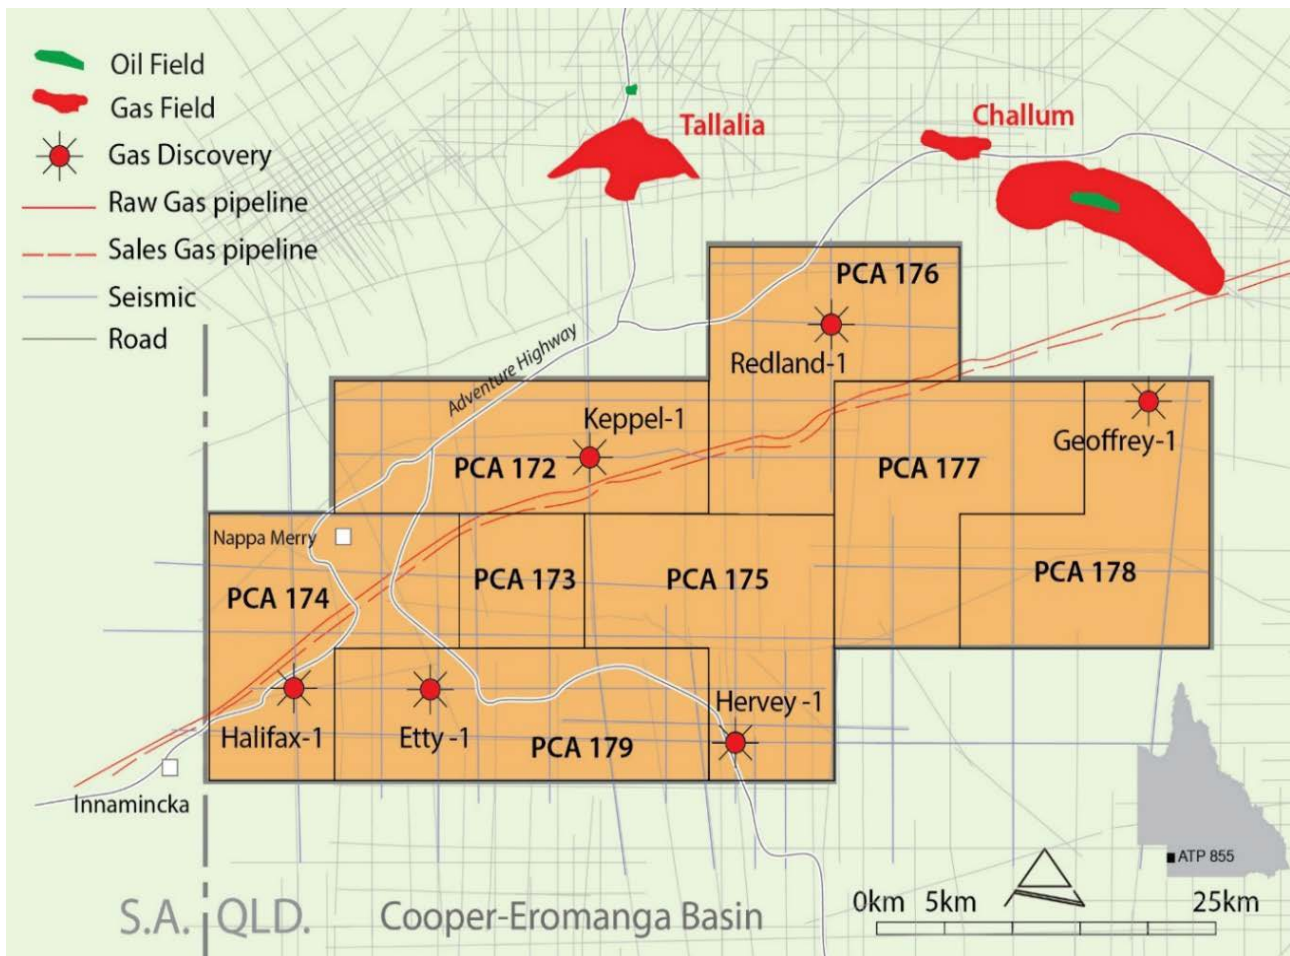 Oil Field
Gas Field
Gas Discovery
Raw Gas pipeline
Sales Gas pipeline
Seismic
Road
Tallalia
Challum
PCA 176
Redland-1
Adventure Highway
Keppel-1
Geoffrey-1
PCA 172
PCA 177
Nappa Merry
PCA 173
PCA 175
PCA 178
PCA 174
Hervey -1
Halifax-1
Etty -1
PCA 179
Innamincka
ATP 855
0km 5km 25km
S.A. QLD. Cooper-Eromanga Basin